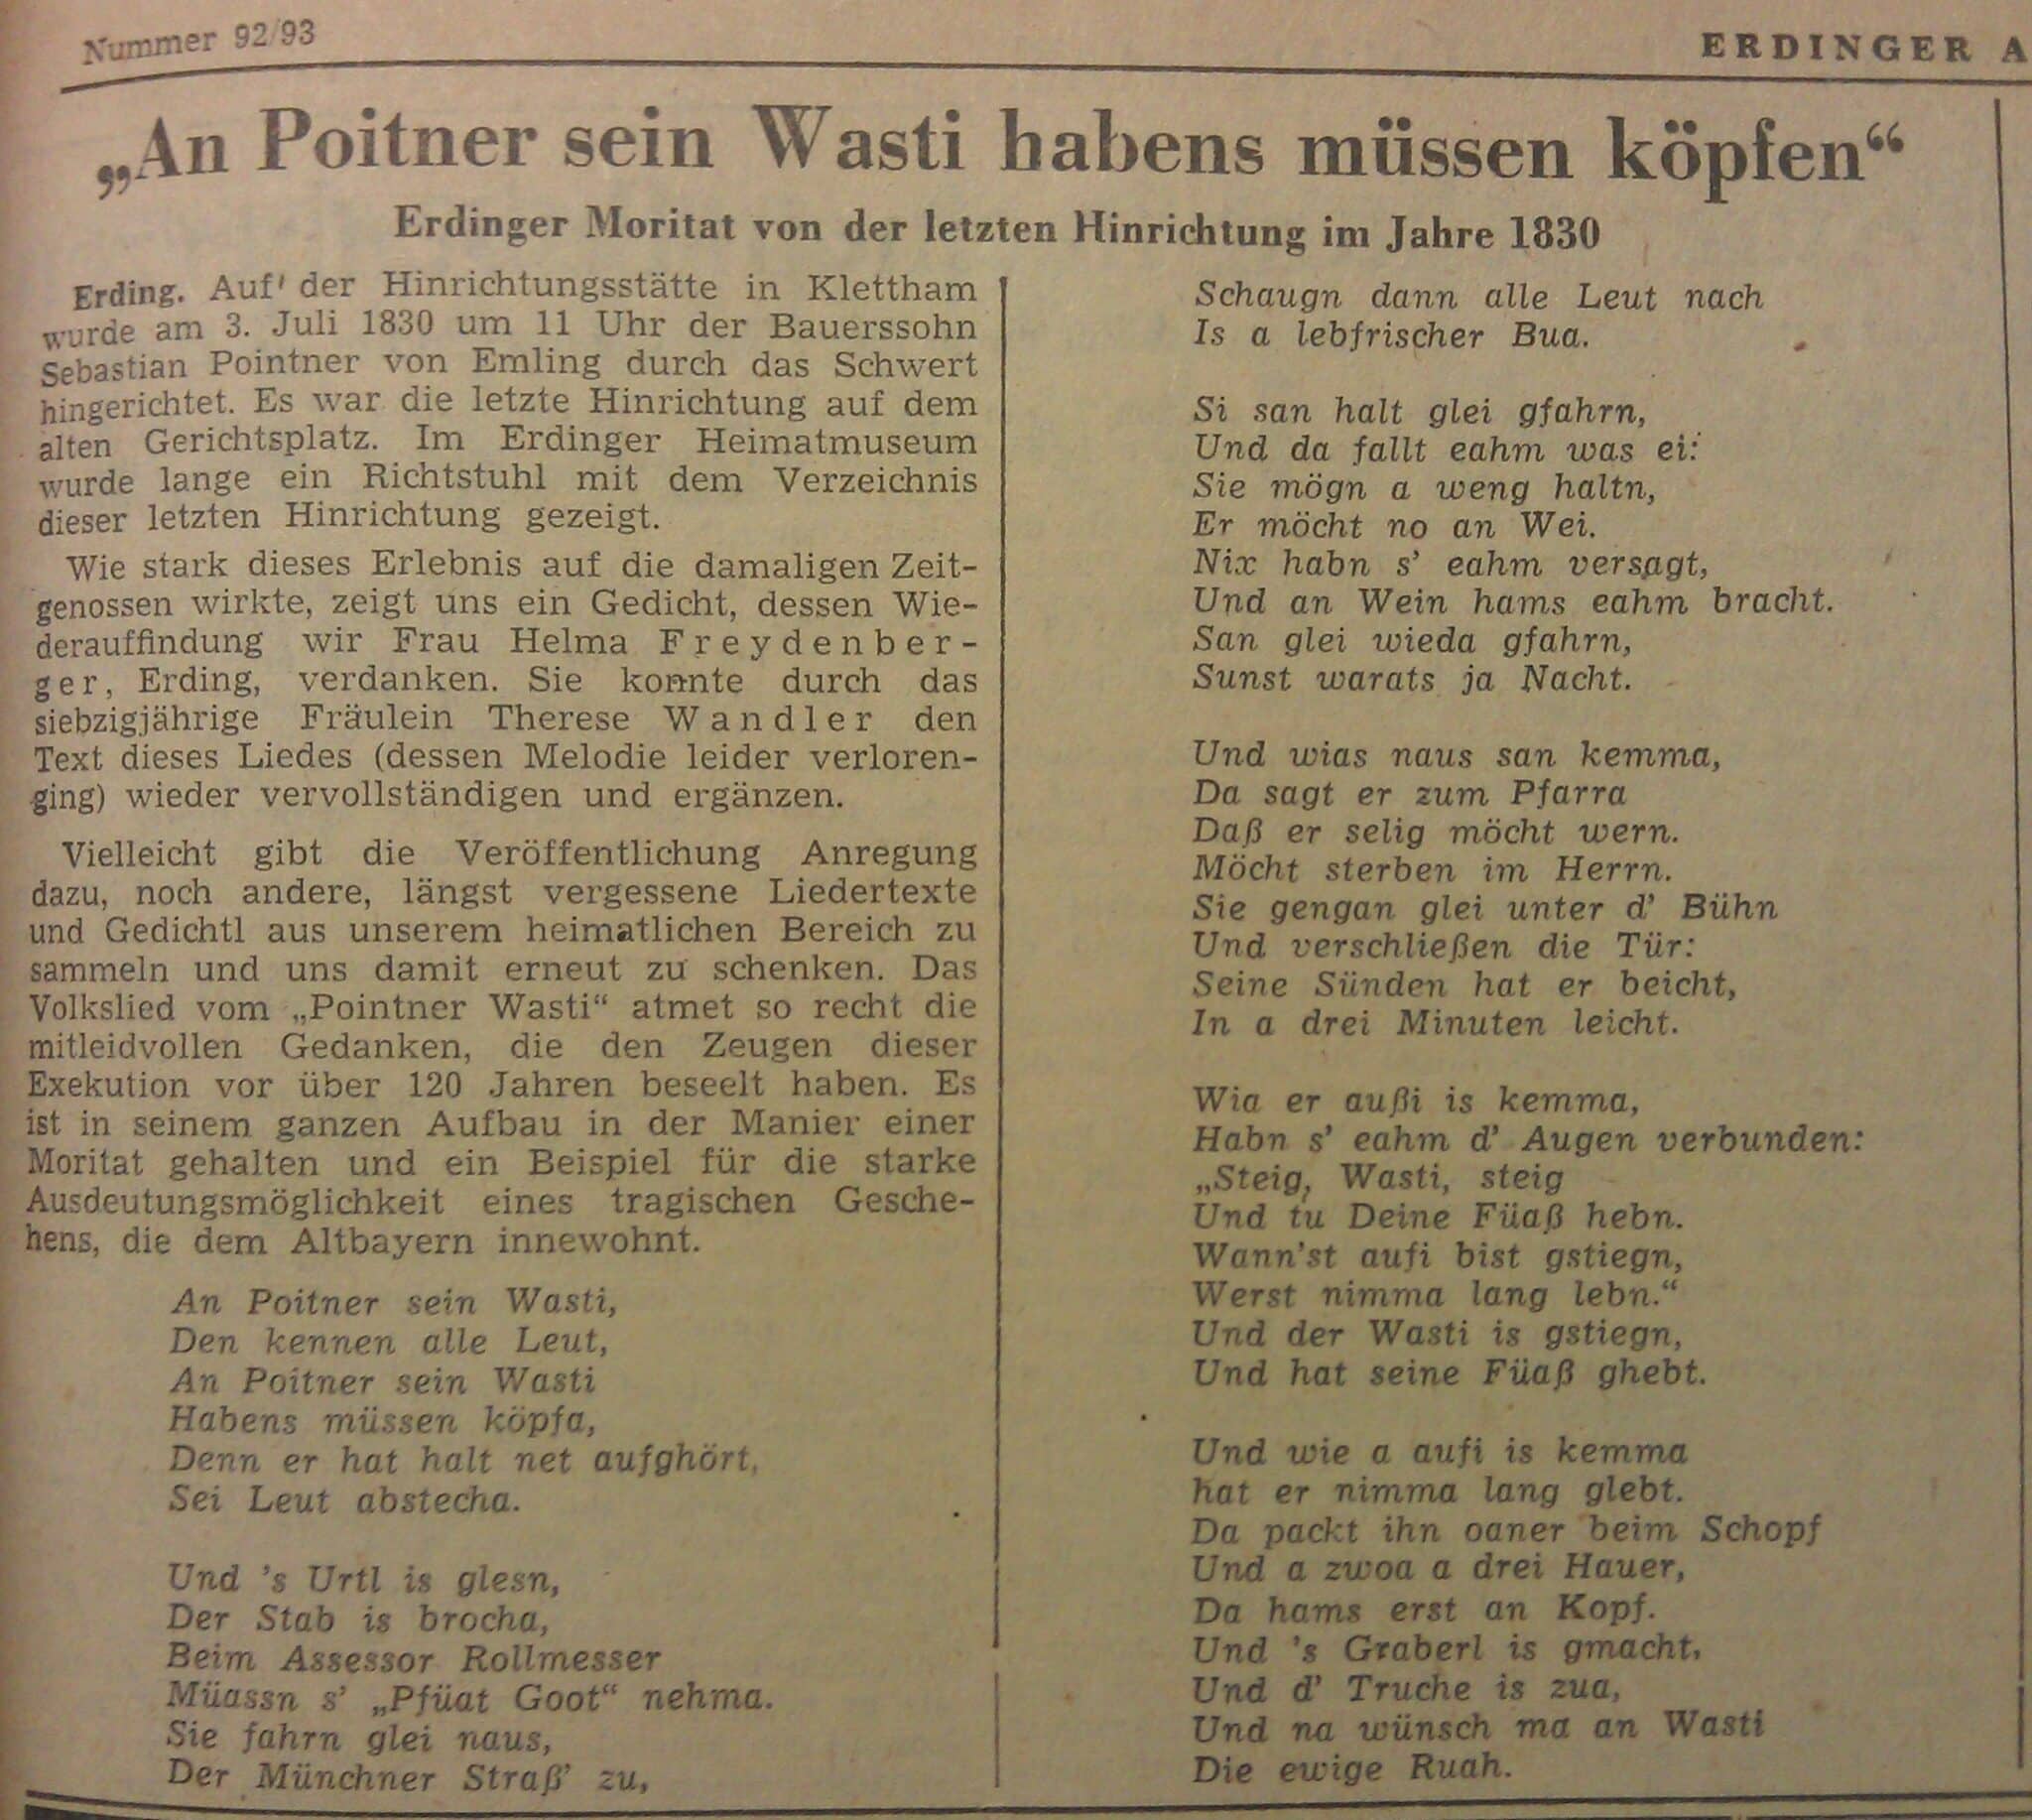 Nummer 92/93
ERDINGER A
„An Poitner sein Wasti habens müssen köpfen“
Erdinger Moritat von der letzten Hinrichtung im Jahre 1830
Erding. Auf' der Hinrichtungsstätte in Klettham
wurde am 3. Juli 1830 um 11 Uhr der Bauerssohn
Sebastian Pointner von Emling durch das Schwert
hingerichtet. Es war die letzte Hinrichtung auf dem
alten Gerichtsplatz. Im Erdinger Heimatmuseum
wurde lange ein Richtstuhl mit dem Verzeichnis
dieser letzten Hinrichtung gezeigt.
Wie stark dieses Erlebnis auf die damaligen Zeit-
genossen wirkte, zeigt uns ein Gedicht, dessen Wie-
derauffindung wir Frau Helma Freydenber-
ger, Erding, verdanken. Sie konnte durch das
siebzigjährige Fräulein Therese Wandler den
Text dieses Liedes (dessen Melodie leider verloren-
ging) wieder vervollständigen und ergänzen.
Vielleicht gibt die Veröffentlichung Anregung
dazu, noch andere, längst vergessene Liedertexte
und Gedichtl aus unserem heimatlichen Bereich zu
sammeln und uns damit erneut zu schenken. Das
Volkslied vom „Pointner Wasti“ atmet so recht die
mitleidvollen Gedanken, die den Zeugen dieser
Exekution vor über 120 Jahren beseelt haben. Es
ist in seinem ganzen Aufbau in der Manier einer
Moritat gehalten und ein Beispiel für die starke
Ausdeutungsmöglichkeit eines tragischen Gesche-
hens, die dem Altbayern innewohnt.
An Poitner sein Wasti,
Den kennen alle Leut,
An Poitner sein Wasti
Habens müssen köpfa,
Denn er hat halt net aufghört,
Sei Leut abstecha.
Und 's Urtl is glesn,
Der Stab is brocha,
Beim Assessor Rollmesser
Müassn s' „Pfüat Goot“ nehma.
Sie fahrn glei naus,
Der Münchner Straß' zu,
Schaugn dann alle Leut nach
Is a lebfrischer Bua.
Si san halt glei gfahrn,
Und da fallt eahm was ei:
Sie mögn a weng haltn,
Er möcht no an Wei.
Nix habn s' eahm versagt,
Und an Wein hams eahm bracht.
San glei wieda gfahrn,
Sunst warats ja Nacht.
Und wias naus san kemma,
Da sagt er zum Pfarra
Daß er selig möcht wern.
Möcht sterben im Herrn.
Sie gengan glei unter d' Bühn
Und verschließen die Tür:
Seine Sünden hat er beicht,
In a drei Minuten leicht.
Wia er außi is kemma,
Habn s' eahm d' Augen verbunden:
„Steig, Wasti, steig
Und tu Deine Füaß hebn.
Wann'st aufi bist gstiegn,
Werst nimma lang lebn.“
Und der Wasti is gstiegn,
Und hat seine Füaß ghebt.
Und wie a aufi is kemma
hat er nimma lang glebt.
Da packt ihn oaner beim Schopf
Und a zwoa a drei Hauer,
Da hams erst an Kopf.
Und 's Graberl is gmacht,
Und d' Truche is zua,
Und na wünsch ma an Wasti
Die ewige Ruah.